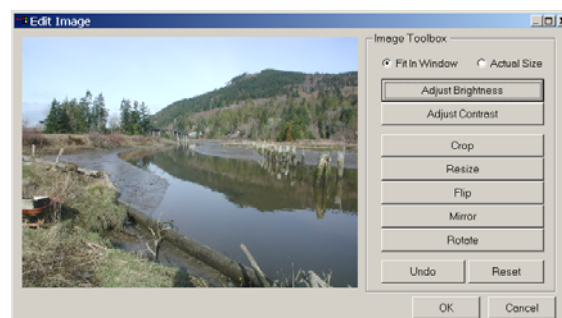 Edit Image
Image Toolbox
Fit In Window Actual Size
Adjust Brightness
Adjust Contrast
Crop
Resize
Flip
Mirror
Rotate
Undo Reset
OK Cancel